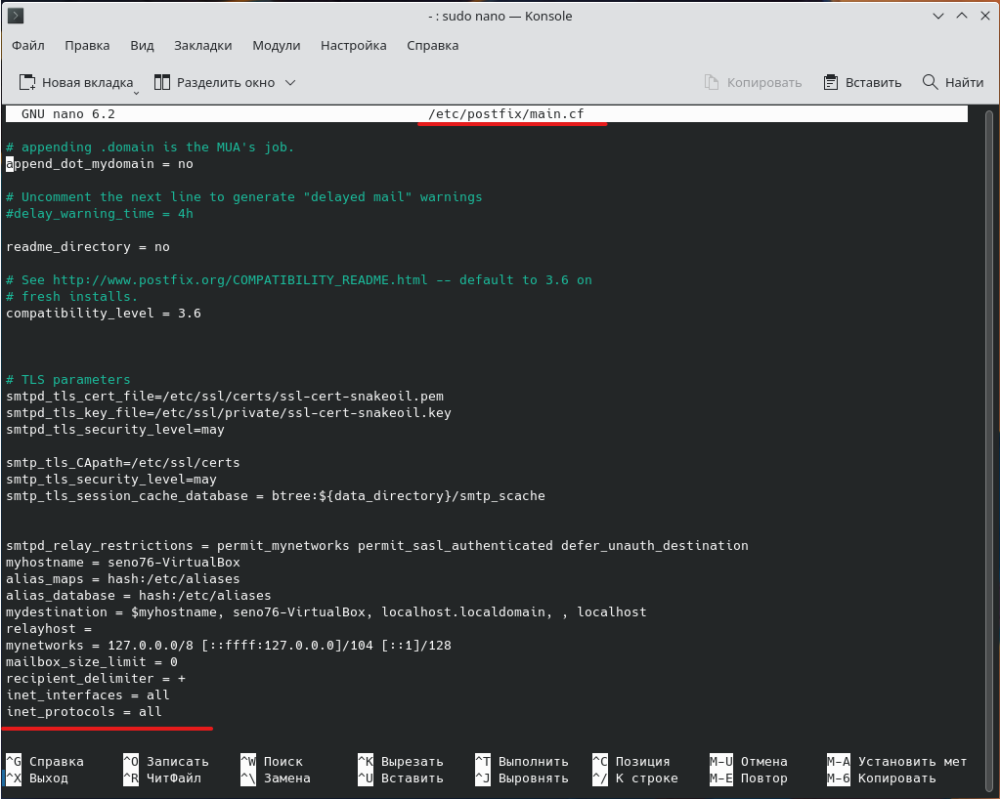 - : sudo nano — Konsole
Файл Правка Вид Закладки Модули Настройка Справка
Новая вкладка Разделить окно Копировать Вставить Найти
GNU nano 6.2 /etc/postfix/main.cf
# appending .domain is the MUA's job.
append_dot_mydomain = no
# Uncomment the next line to generate "delayed mail" warnings
#delay_warning_time = 4h
readme_directory = no
# See http://www.postfix.org/COMPATIBILITY_README.html -- default to 3.6 on
# fresh installs.
compatibility_level = 3.6
# TLS parameters
smtpd_tls_cert_file=/etc/ssl/certs/ssl-cert-snakeoil.pem
smtpd_tls_key_file=/etc/ssl/private/ssl-cert-snakeoil.key
smtpd_tls_security_level=may
smtp_tls_CApath=/etc/ssl/certs
smtp_tls_security_level=may
smtp_tls_session_cache_database = btree:${data_directory}/smtp_scache
smtpd_relay_restrictions = permit_mynetworks permit_sasl_authenticated defer_unauth_destination
myhostname = seno76-VirtualBox
alias_maps = hash:/etc/aliases
alias_database = hash:/etc/aliases
mydestination = $myhostname, seno76-VirtualBox, localhost.localdomain, , localhost
relayhost =
mynetworks = 127.0.0.0/8 [::ffff:127.0.0.0]/104 [::1]/128
mailbox_size_limit = 0
recipient_delimiter = +
inet_interfaces = all
inet_protocols = all
^G Справка ^O Записать ^W Поиск ^K Вырезать ^T Выполнить ^C Позиция M-U Отмена M-A Установить мет
^X Выход ^R ЧитФайл ^\ Замена ^U Вставить ^J Выровнять ^/ К строке M-E Повтор M-6 Копировать